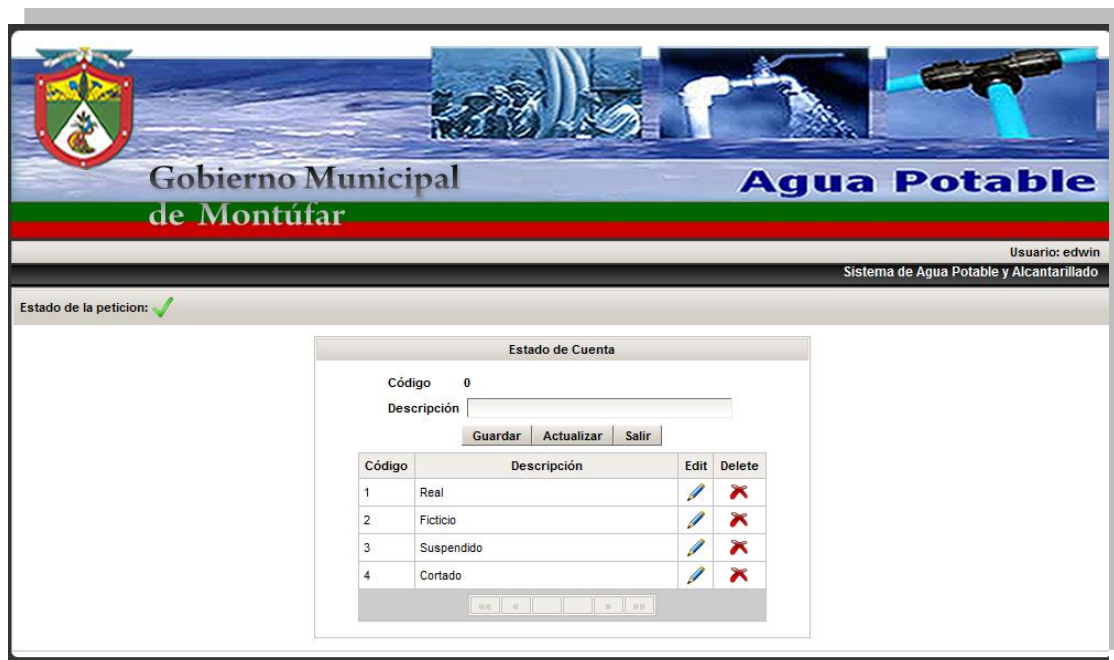 Gobierno Municipal
de Montúfar
Agua Potable
Usuario: edwin
Sistema de Agua Potable y Alcantarillado
Estado de la peticion:
Estado de Cuenta
Código 0
Descripción
Guardar Actualizar Salir
Código Descripción Edit Delete
1 Real
2 Ficticio
3 Suspendido
4 Cortado
«« « » »»